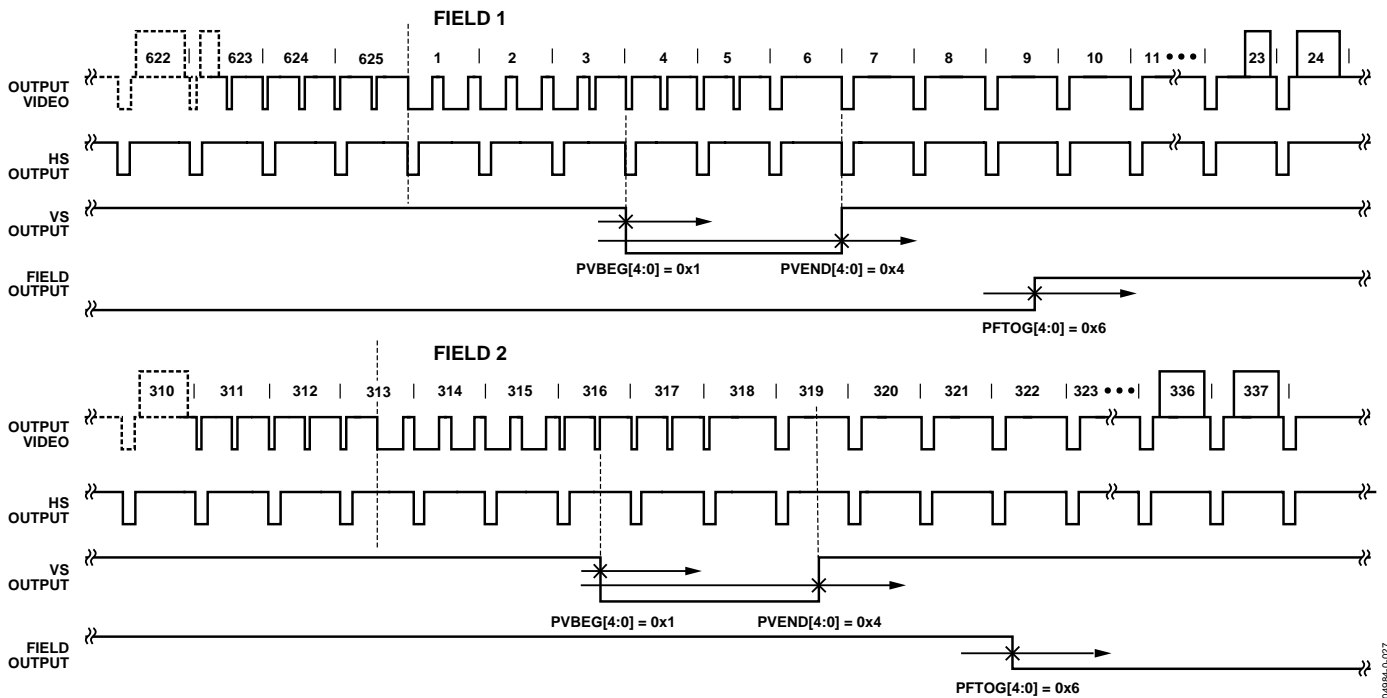 FIELD 1
622 | 623 | 624 | 625 | 1 | 2 | 3 | 4 | 5 | 6 | 7 | 8 | 9 | 10 | 11 ••• | 23 | 24 |
OUTPUT
VIDEO
HS
OUTPUT
VS
OUTPUT
PVBEG[4:0] = 0x1
PVEND[4:0] = 0x4
FIELD
OUTPUT
PFTOG[4:0] = 0x6
FIELD 2
310 | 311 | 312 | 313 | 314 | 315 | 316 | 317 | 318 | 319 | 320 | 321 | 322 | 323 ••• | 336 | 337 |
OUTPUT
VIDEO
HS
OUTPUT
VS
OUTPUT
PVBEG[4:0] = 0x1
PVEND[4:0] = 0x4
FIELD
OUTPUT
PFTOG[4:0] = 0x6
04984-0-027